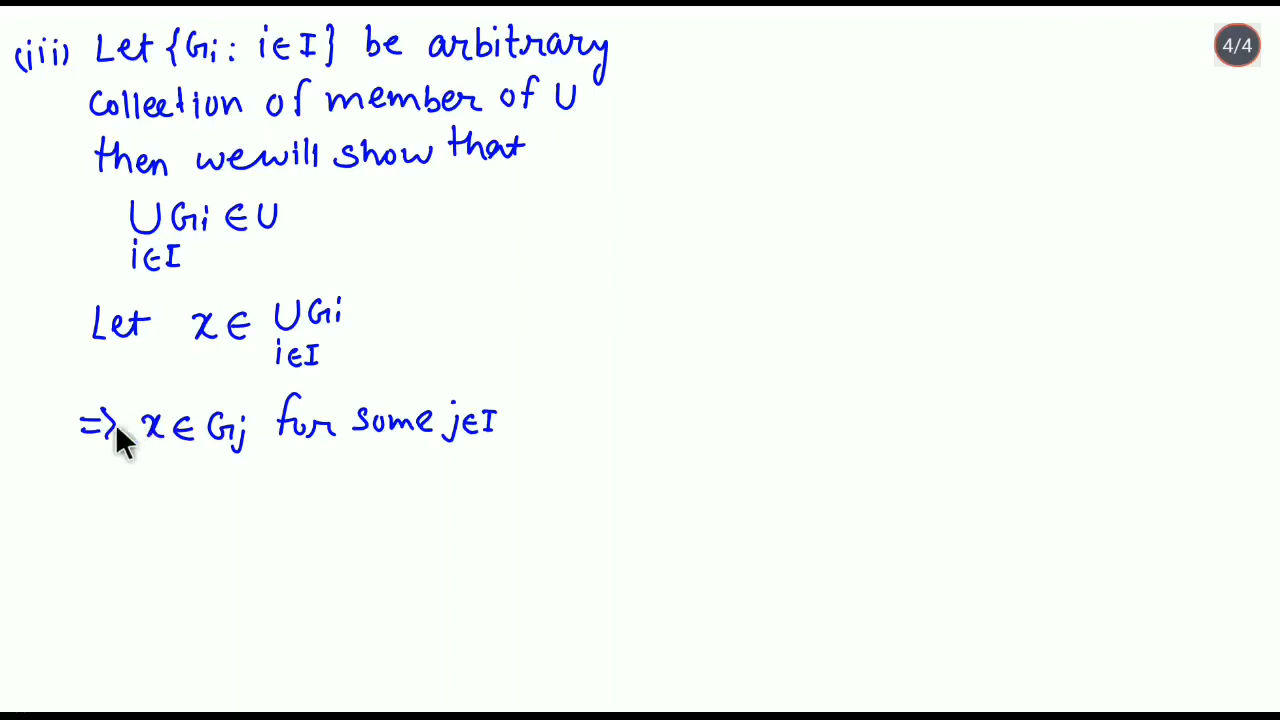 (iii) Let {Gi : i∈I} be arbitrary
4/4
collection of member of U
then we will show that
∪ Gi ∈ U
i∈I
Let x ∈ ∪ Gi
i∈I
=> x ∈ Gj for some j∈I